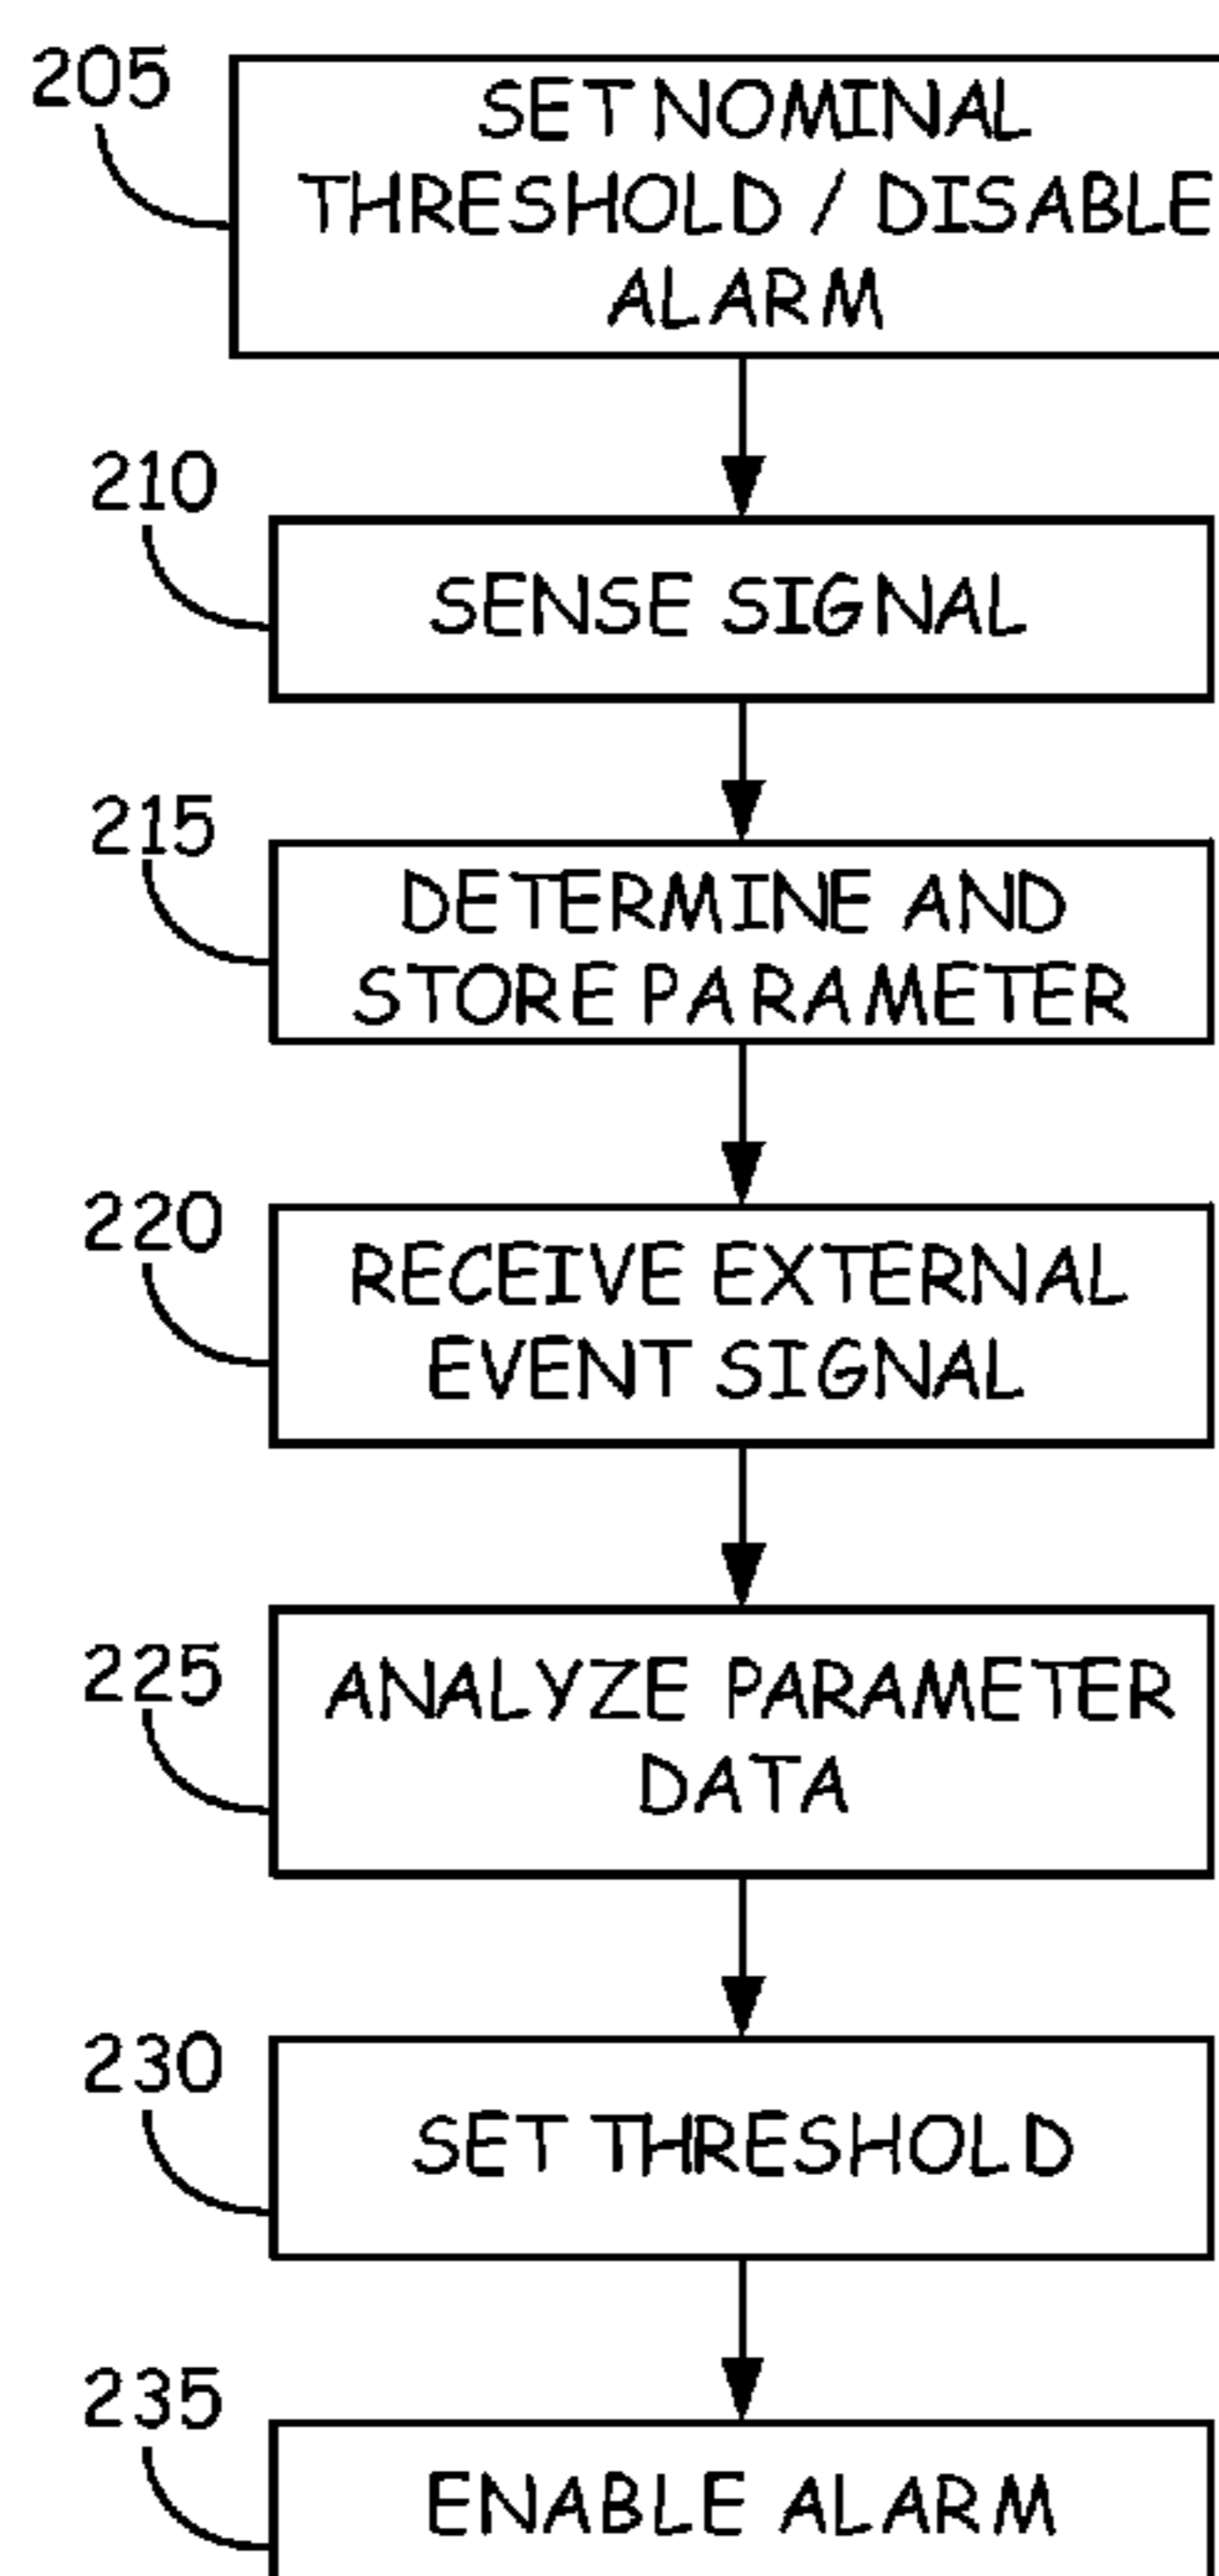 205
SET NOMINAL
THRESHOLD / DISABLE
ALARM
210
SENSE SIGNAL
215
DETERMINE AND
STORE PARAMETER
220
RECEIVE EXTERNAL
EVENT SIGNAL
225
ANALYZE PARAMETER
DATA
230
SET THRESHOLD
235
ENABLE ALARM